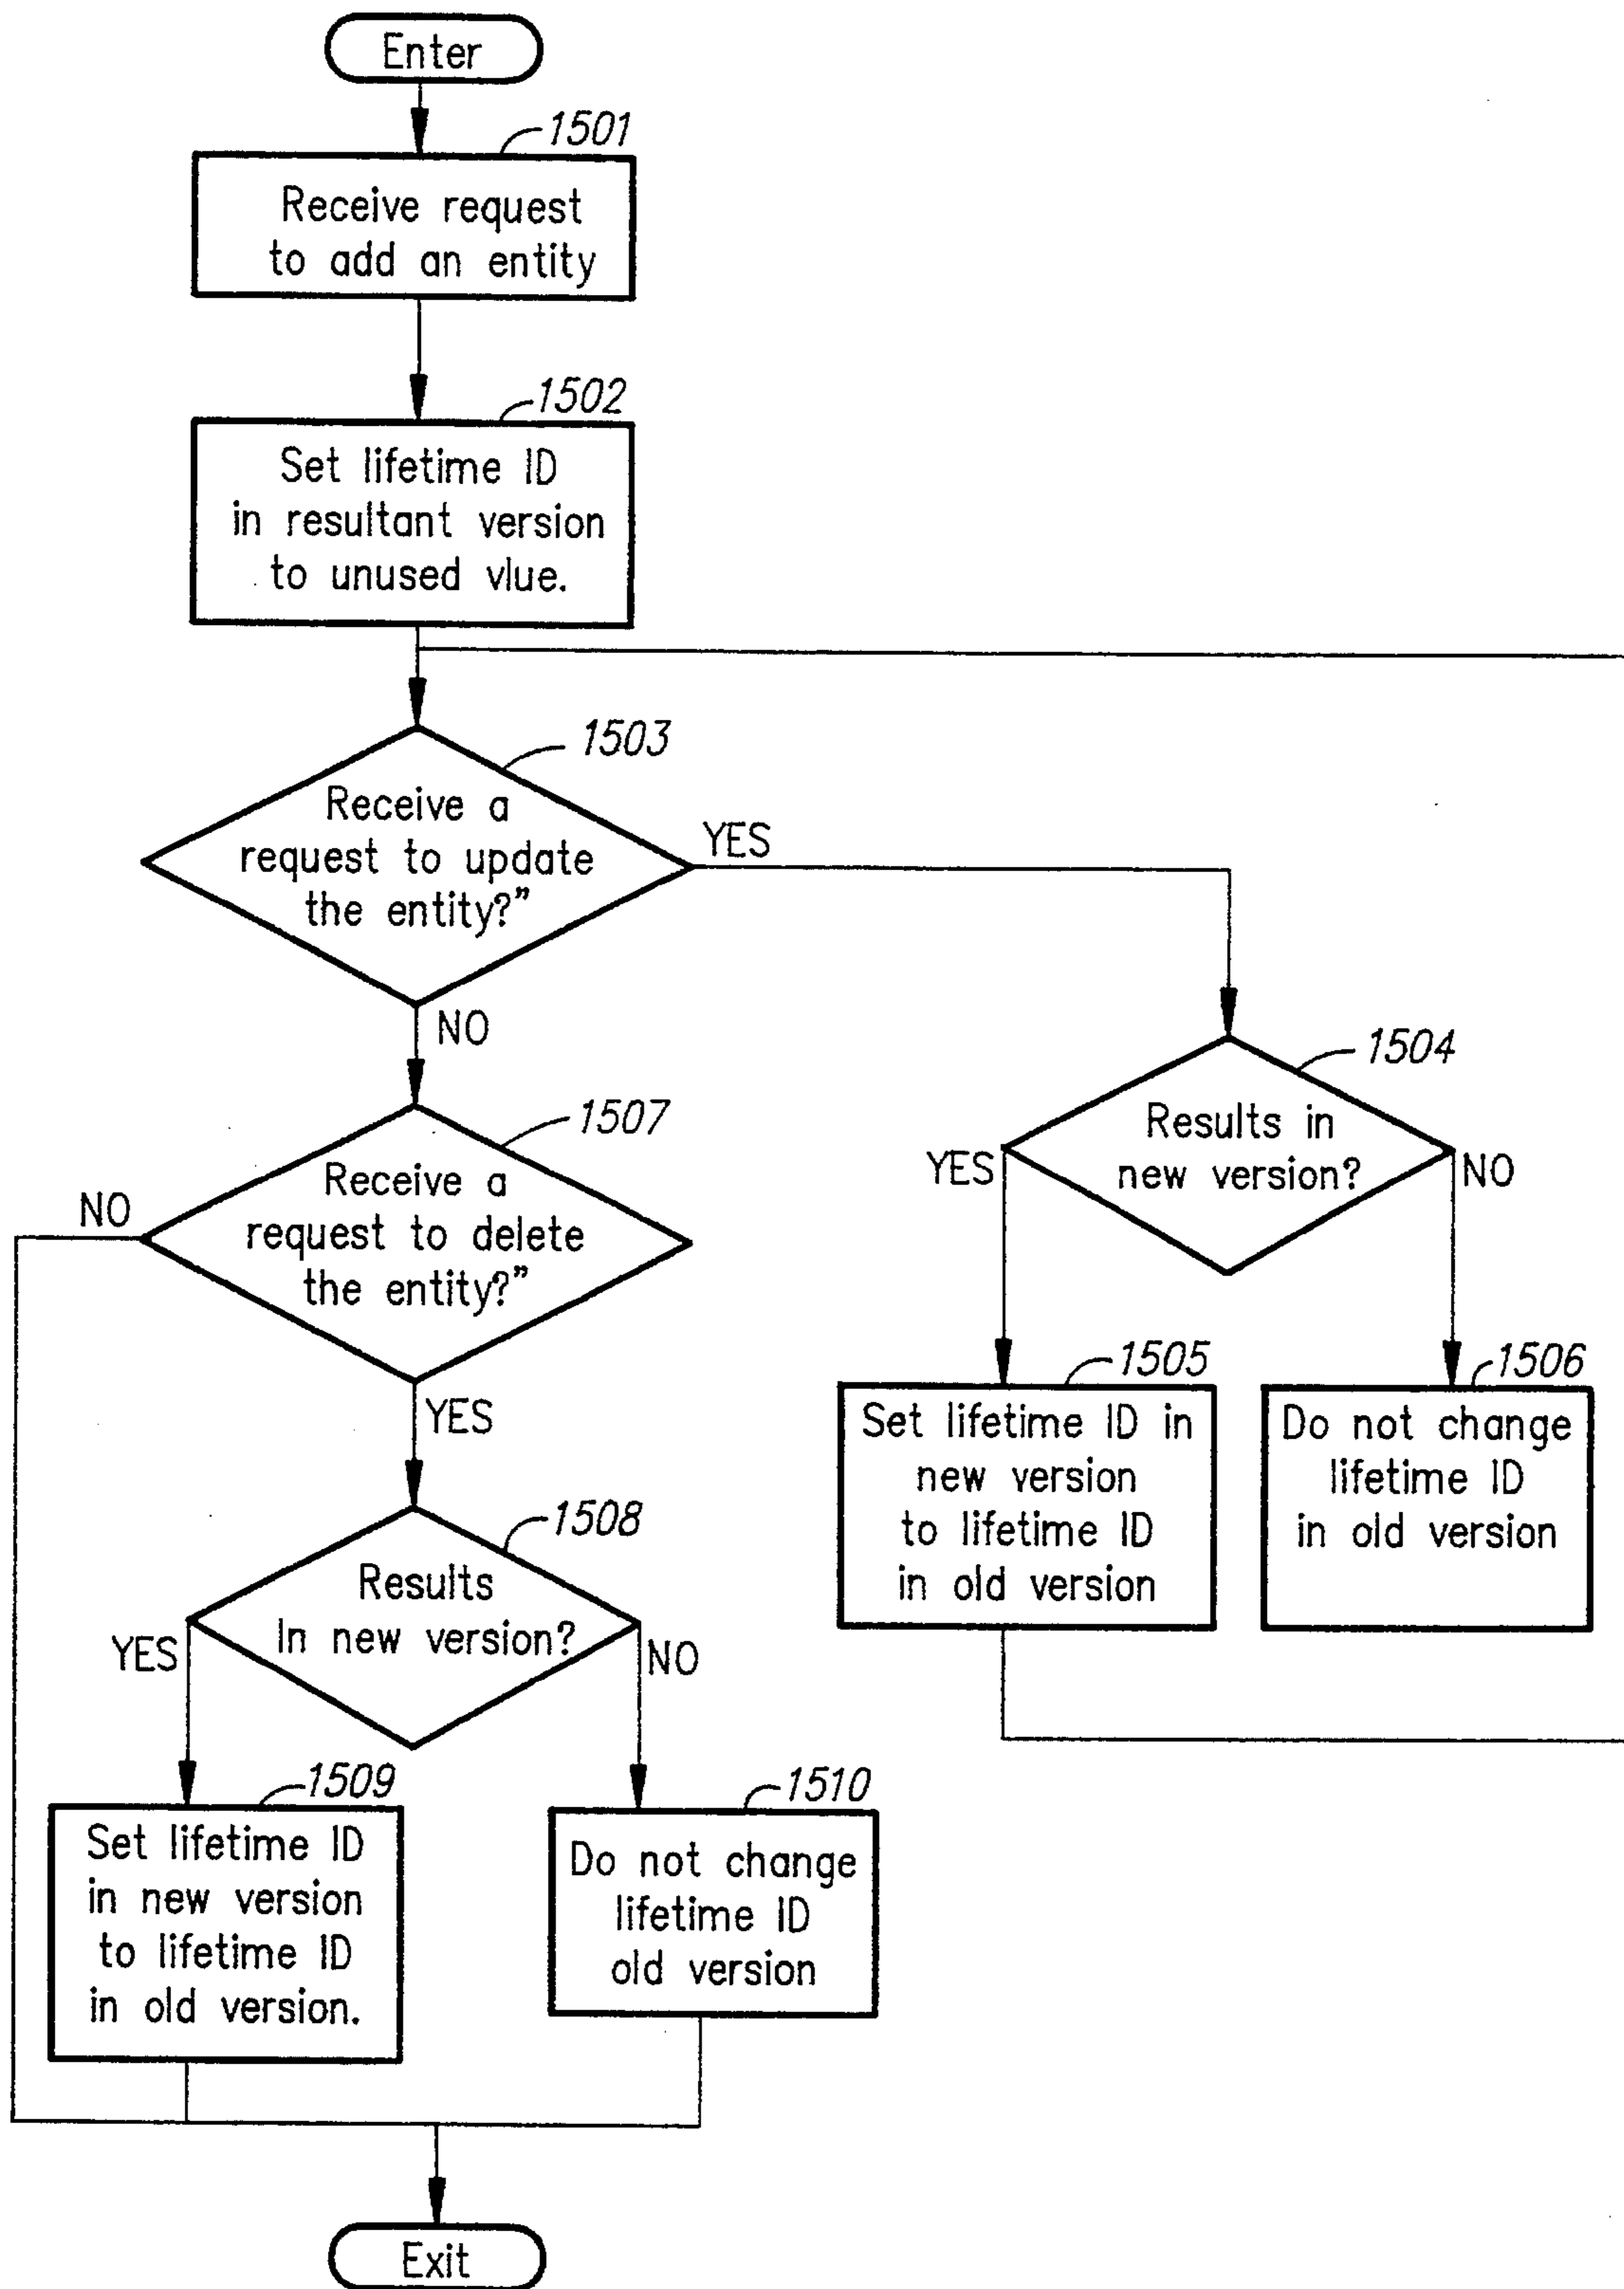 Enter
1501
Receive request
to add an entity
1502
Set lifetime ID
in resultant version
to unused vlue.
1503
Receive a
request to update
the entity?"
YES
NO
1504
Results in
new version?
YES
NO
1507
Receive a
request to delete
the entity?"
NO
YES
1505
Set lifetime ID in
new version
to lifetime ID
in old version
1506
Do not change
lifetime ID
in old version
1508
Results
In new version?
YES
NO
1509
Set lifetime ID
in new version
to lifetime ID
in old version.
1510
Do not change
lifetime ID
old version
Exit